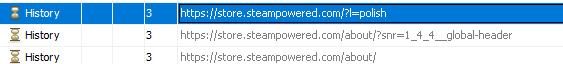 History 3 https://store.steampowered.com/?l=polish
History 3 https://store.steampowered.com/about/?snr=1_4_4__global-header
History 3 https://store.steampowered.com/about/